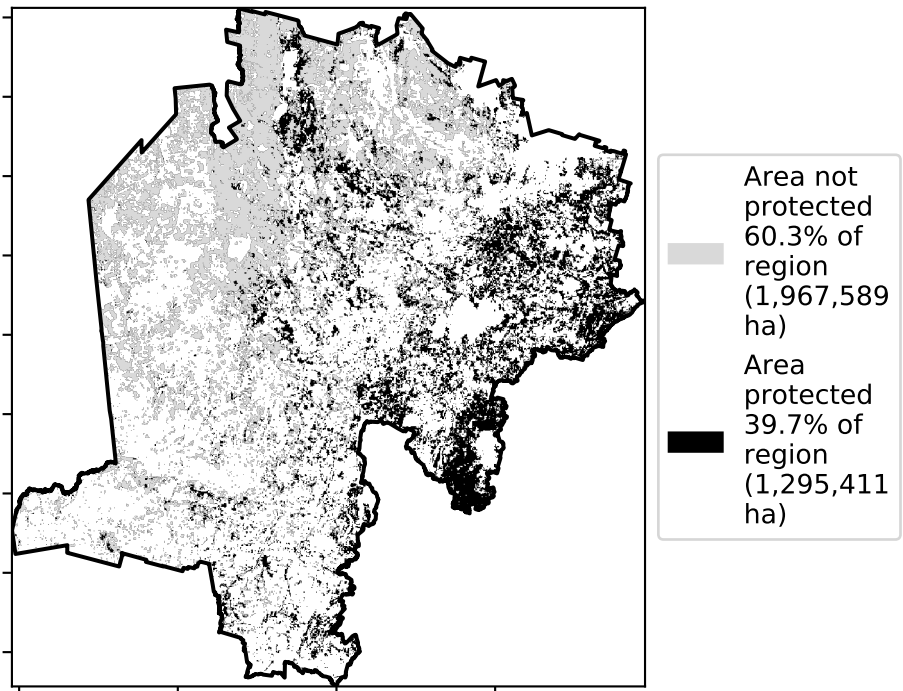 Area not
protected
60.3% of
region
(1,967,589
ha)
Area
protected
39.7% of
region
(1,295,411
ha)